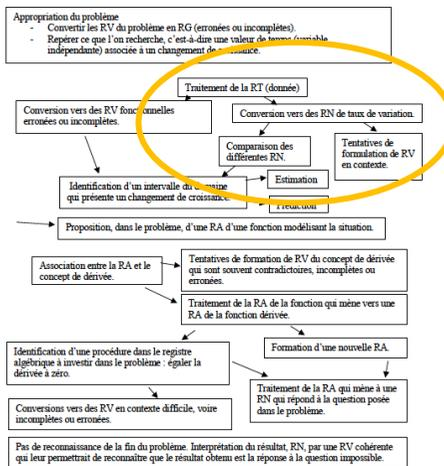 Appropriation du problème
- Convertir les RV du problème en RG (erronées ou incomplètes).
- Repérer ce que l'on recherche, c'est-à-dire une valeur de temps (variable
indépendante) associée à un changement de croissance.
Traitement de la RT (donnée)
Conversion vers des RV fonctionnelles
erronées ou incomplètes.
Conversion vers des RN de taux de variation.
Comparaison des
différentes RN.
Tentatives de
formulation de RV
en contexte.
Identification d'un intervalle du domaine
qui présente un changement de croissance.
Estimation
Prédiction
Proposition, dans le problème, d'une RA d'une fonction modélisant la situation.
Association entre la RA et le
concept de dérivée.
Tentatives de formation de RV du concept de dérivée
qui sont souvent contradictoires, incomplètes ou
erronées.
Traitement de la RA de la fonction qui mène vers une
RA de la fonction dérivée.
Identification d'une procédure dans le registre
algébrique à investir dans le problème : égaler la
dérivée à zéro.
Formation d'une nouvelle RA.
Traitement de la RA qui mène à une
RN qui répond à la question posée
dans le problème.
Conversions vers des RV en contexte difficile, voire
incomplètes ou erronées.
Pas de reconnaissance de la fin du problème. Interprétation du résultat, RN, par une RV cohérente
qui leur permettrait de reconnaître que le résultat obtenu est la réponse à la question impossible.